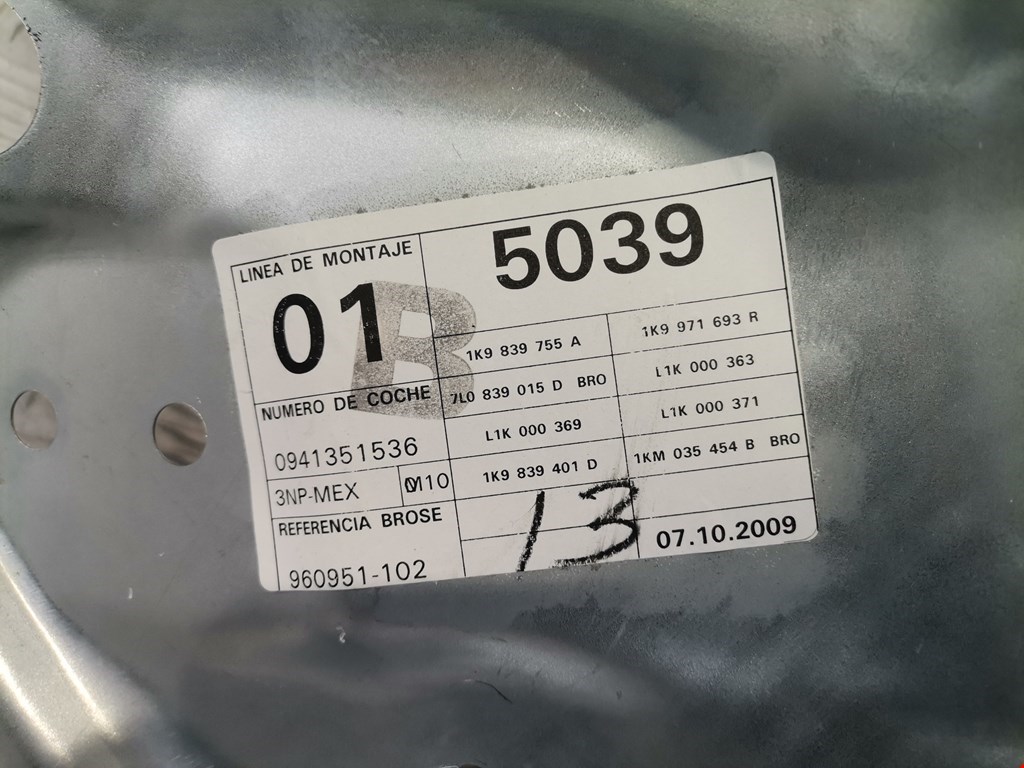 LINEA DE MONTAJE
01
5039
B
NUMERO DE COCHE
0941351536
3NP-MEX M10
REFERENCIA BROSE
960951-102
1K9 839 755 A 1K9 971 693 R
7L0 839 015 D BRO L1K 000 363
L1K 000 369 L1K 000 371
1K9 839 401 D 1KM 035 454 B BRO
13
07.10.2009